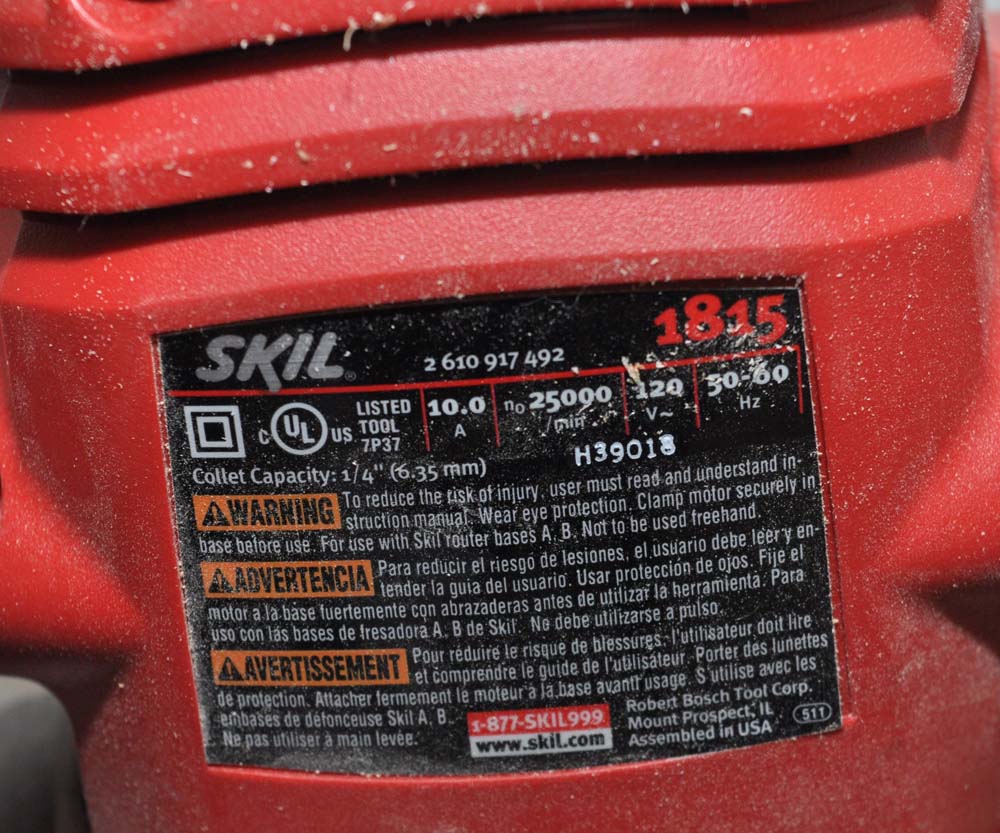 1815
SKIL® 2 610 917 492
C UL US LISTED TOOL 7P37 10.0 A n₀ 25000 /min 120 V~ 50-60 Hz
H39018
Collet Capacity: 1/4" (6.35 mm)
WARNING To reduce the risk of injury, user must read and understand in-
struction manual. Wear eye protection. Clamp motor securely in
base before use. For use with Skil router bases A, B. Not to be used freehand.
ADVERTENCIA Para reducir el riesgo de lesiones, el usuario debe leer y en-
tender la guia del usuario. Usar protección de ojos. Fije el
motor a la base fuertemente con abrazaderas antes de utilizar la herramienta. Para
uso con las bases de fresadora A, B de Skil. No debe utilizarse a pulso.
AVERTISSEMENT Pour réduire le risque de blessures, l'utilisateur doit lire
et comprendre le guide de l'utilisateur. Porter des lunettes
de protection. Attacher fermement le moteur à la base avant usage. S'utilise avec les
embases de défonceuse Skil A, B.
Ne pas utiliser à main levée.
1-877-SKIL999
www.skil.com
Robert Bosch Tool Corp.
Mount Prospect, IL
Assembled in USA
511